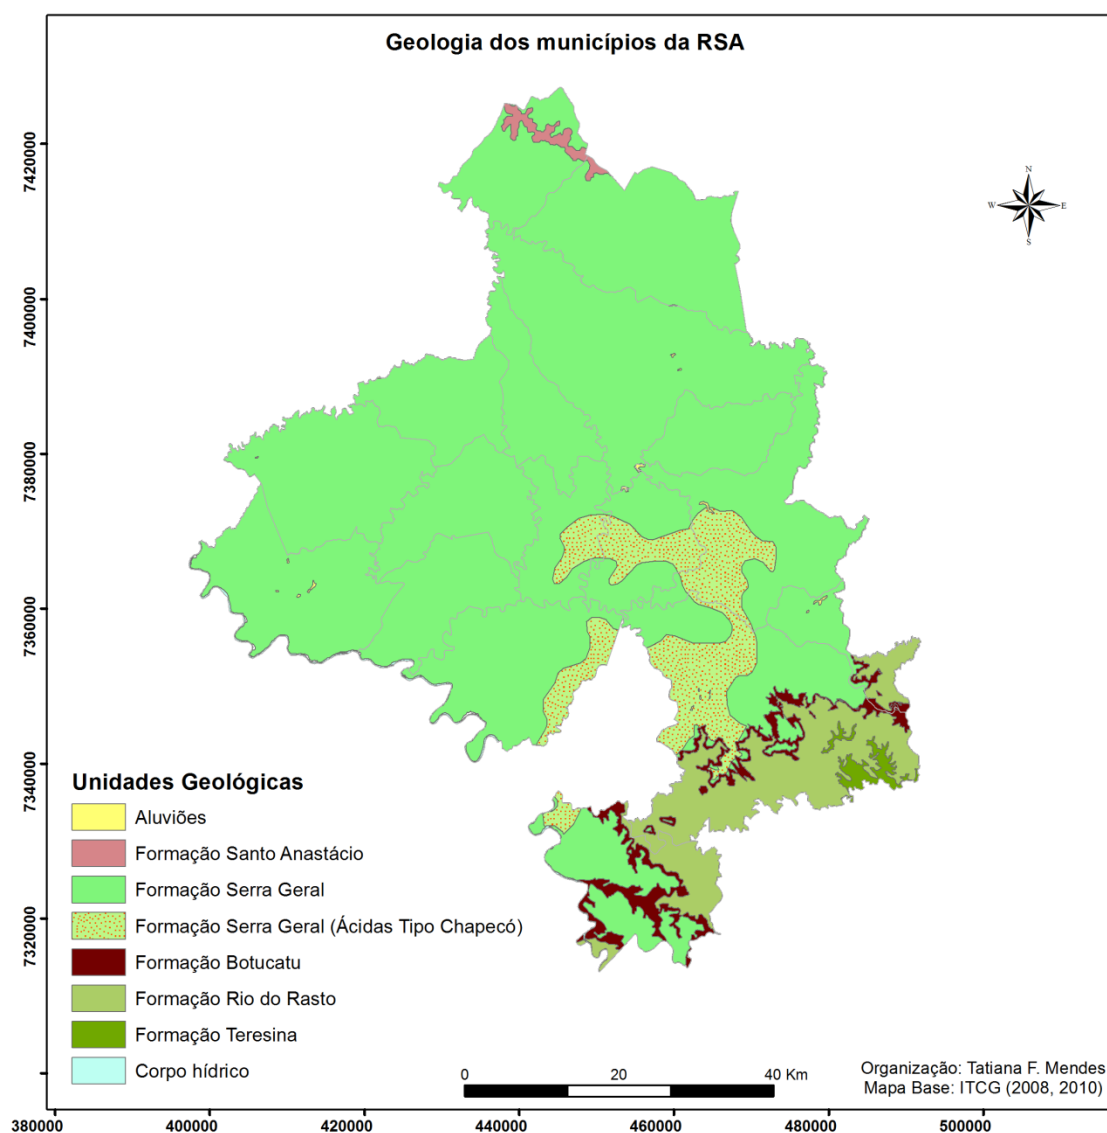 Geologia dos municípios da RSA
N
W
E
S
7420000
7400000
7380000
7360000
7340000
7320000
7300000
Unidades Geológicas
Aluviões
Formação Santo Anastácio
Formação Serra Geral
Formação Serra Geral (Ácidas Tipo Chapecó)
Formação Botucatu
Formação Rio do Rasto
Formação Teresina
Corpo hídrico
0 20 40 Km
Organização: Tatiana F. Mendes
Mapa Base: ITCG (2008, 2010)
380000 400000 420000 440000 460000 480000 500000